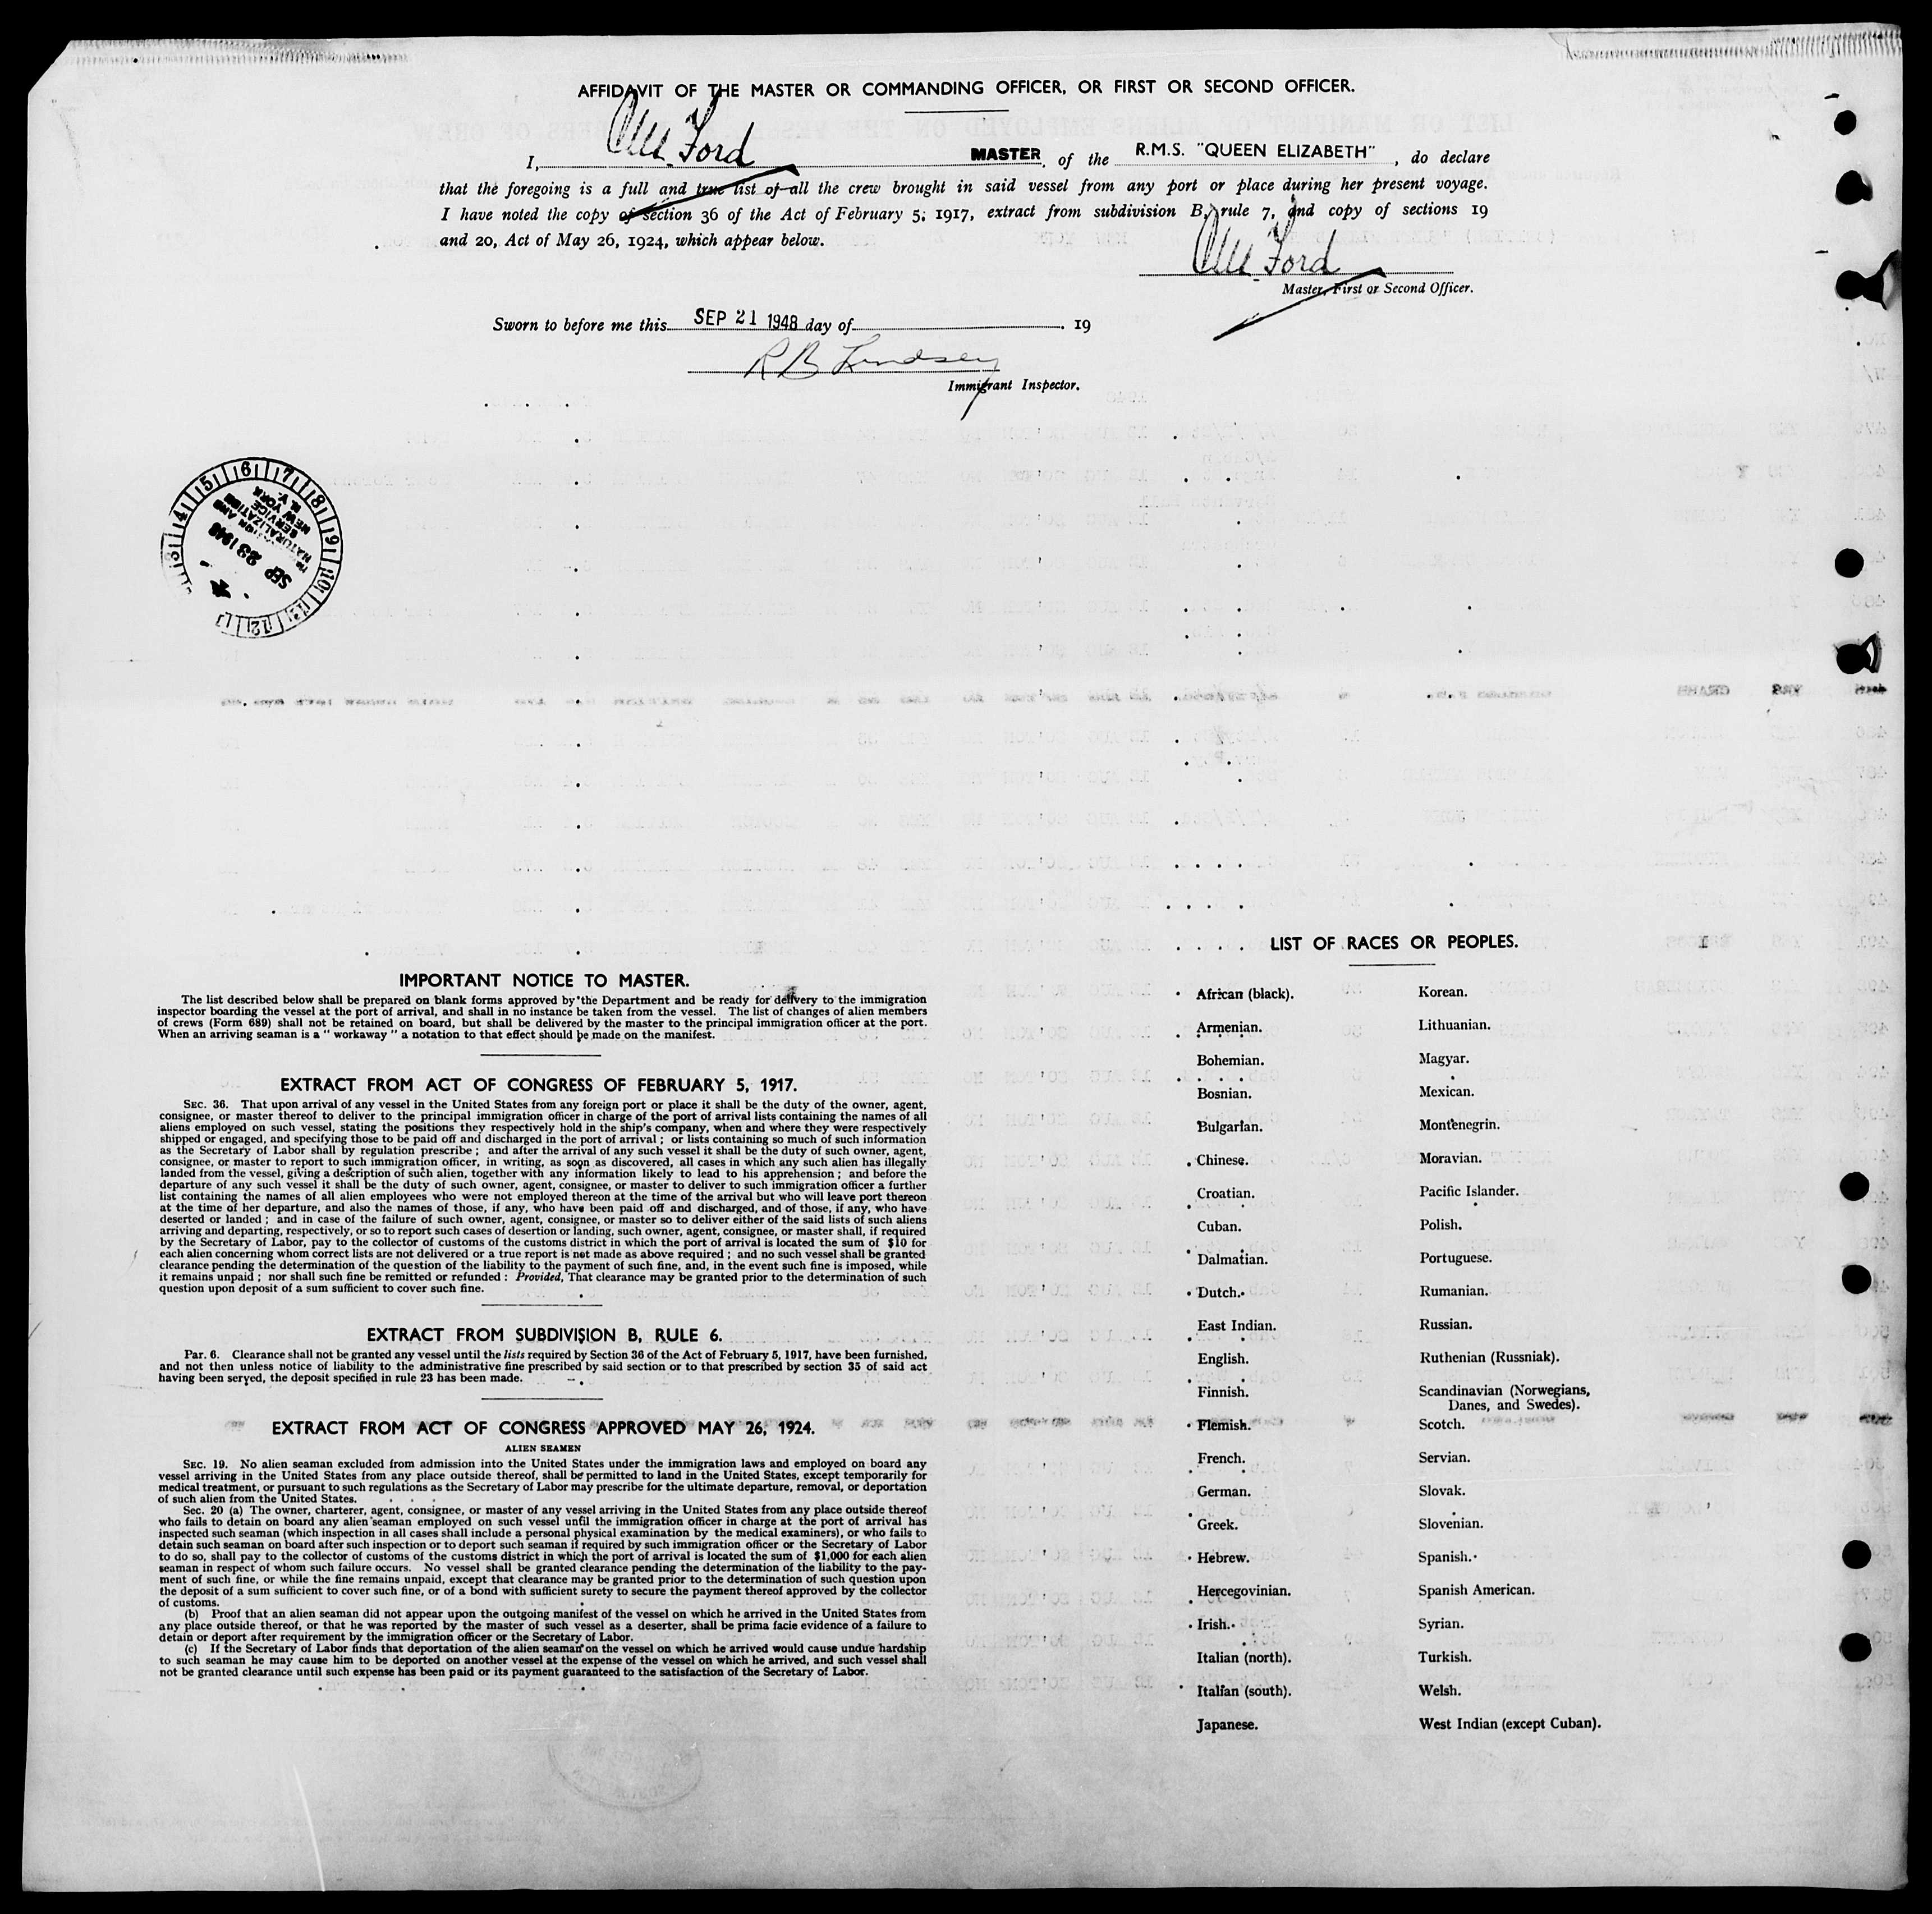 AFFIDAVIT OF THE MASTER OR COMMANDING OFFICER, OR FIRST OR SECOND OFFICER.
I, Ford MASTER, of the R.M.S. "QUEEN ELIZABETH", do declare
that the foregoing is a full and true list of all the crew brought in said vessel from any port or place during her present voyage.
I have noted the copy of section 36 of the Act of February 5, 1917, extract from subdivision B, rule 7, and copy of sections 19
and 20, Act of May 26, 1924, which appear below.
Ford
Master, First or Second Officer.
Sworn to before me this SEP 21 1948 day of 19
R B Lindsey
Immigrant Inspector.
4 5 6 7 8 9 10 12
NATURALIZATION
SERVICE
NEW YORK
N. Y.
SEP 23 1948
LIST OF RACES OR PEOPLES.
IMPORTANT NOTICE TO MASTER.
The list described below shall be prepared on blank forms approved by the Department and be ready for delivery to the immigration
inspector boarding the vessel at the port of arrival, and shall in no instance be taken from the vessel. The list of changes of alien members
of crews (Form 689) shall not be retained on board, but shall be delivered by the master to the principal immigration officer at the port.
When an arriving seaman is a " workaway " a notation to that effect should be made on the manifest.
EXTRACT FROM ACT OF CONGRESS OF FEBRUARY 5, 1917.
SEC. 36. That upon arrival of any vessel in the United States from any foreign port or place it shall be the duty of the owner, agent,
consignee, or master thereof to deliver to the principal immigration officer in charge of the port of arrival lists containing the names of all
aliens employed on such vessel, stating the positions they respectively hold in the ship's company, when and where they were respectively
shipped or engaged, and specifying those to be paid off and discharged in the port of arrival ; or lists containing so much of such information
as the Secretary of Labor shall by regulation prescribe ; and after the arrival of any such vessel it shall be the duty of such owner, agent,
consignee, or master to report to such immigration officer, in writing, as soon as discovered, all cases in which any such alien has illegally
landed from the vessel, giving a description of such alien, together with any information likely to lead to his apprehension ; and before the
departure of any such vessel it shall be the duty of such owner, agent, consignee, or master to deliver to such immigration officer a further
list containing the names of all alien employees who were not employed thereon at the time of the arrival but who will leave port thereon
at the time of her departure, and also the names of those, if any, who have been paid off and discharged, and of those, if any, who have
deserted or landed ; and in case of the failure of such owner, agent, consignee, or master so to deliver either of the said lists of such aliens
arriving and departing, respectively, or so to report such cases of desertion or landing, such owner, agent, consignee, or master shall, if required
by the Secretary of Labor, pay to the collector of customs of the customs district in which the port of arrival is located the sum of $10 for
each alien concerning whom correct lists are not delivered or a true report is not made as above required ; and no such vessel shall be granted
clearance pending the determination of the question of the liability to the payment of such fine, and, in the event such fine is imposed, while
it remains unpaid ; nor shall such fine be remitted or refunded : Provided, That clearance may be granted prior to the determination of such
question upon deposit of a sum sufficient to cover such fine.
EXTRACT FROM SUBDIVISION B, RULE 6.
Par. 6. Clearance shall not be granted any vessel until the lists required by Section 36 of the Act of February 5, 1917, have been furnished,
and not then unless notice of liability to the administrative fine prescribed by said section or to that prescribed by section 35 of said act
having been served, the deposit specified in rule 23 has been made.
EXTRACT FROM ACT OF CONGRESS APPROVED MAY 26, 1924.
ALIEN SEAMEN
SEC. 19. No alien seaman excluded from admission into the United States under the immigration laws and employed on board any
vessel arriving in the United States from any place outside thereof, shall be permitted to land in the United States, except temporarily for
medical treatment, or pursuant to such regulations as the Secretary of Labor may prescribe for the ultimate departure, removal, or deportation
of such alien from the United States.
Sec. 20 (a) The owner, charterer, agent, consignee, or master of any vessel arriving in the United States from any place outside thereof
who fails to detain on board any alien seaman employed on such vessel until the immigration officer in charge at the port of arrival has
inspected such seaman (which inspection in all cases shall include a personal physical examination by the medical examiners), or who fails to
detain such seaman on board after such inspection or to deport such seaman if required by such immigration officer or the Secretary of Labor
to do so, shall pay to the collector of customs of the customs district in which the port of arrival is located the sum of $1,000 for each alien
seaman in respect of whom such failure occurs. No vessel shall be granted clearance pending the determination of the liability to the pay-
ment of such fine, or while the fine remains unpaid, except that clearance may be granted prior to the determination of such question upon
the deposit of a sum sufficient to cover such fine, or of a bond with sufficient surety to secure the payment thereof approved by the collector
of customs.
(b) Proof that an alien seaman did not appear upon the outgoing manifest of the vessel on which he arrived in the United States from
any place outside thereof, or that he was reported by the master of such vessel as a deserter, shall be prima facie evidence of a failure to
detain or deport after requirement by the immigration officer or the Secretary of Labor.
(c) If the Secretary of Labor finds that deportation of the alien seaman on the vessel on which he arrived would cause undue hardship
to such seaman he may cause him to be deported on another vessel at the expense of the vessel on which he arrived, and such vessel shall
not be granted clearance until such expense has been paid or its payment guaranteed to the satisfaction of the Secretary of Labor.
African (black).
Armenian.
Bohemian.
Bosnian.
Bulgarian.
Chinese.
Croatian.
Cuban.
Dalmatian.
Dutch.
East Indian.
English.
Finnish.
Flemish.
French.
German.
Greek.
Hebrew.
Hercegovinian.
Irish.
Italian (north).
Italian (south).
Japanese.
Korean.
Lithuanian.
Magyar.
Mexican.
Montenegrin.
Moravian.
Pacific Islander.
Polish.
Portuguese.
Rumanian.
Russian.
Ruthenian (Russniak).
Scandinavian (Norwegians,
Danes, and Swedes).
Scotch.
Servian.
Slovak.
Slovenian.
Spanish.
Spanish American.
Syrian.
Turkish.
Welsh.
West Indian (except Cuban).